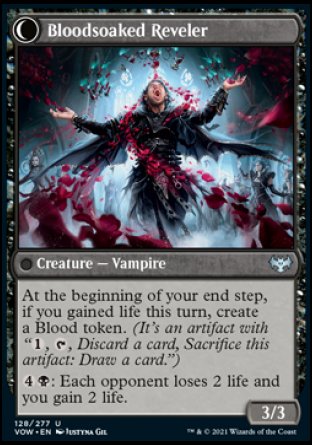 Bloodsoaked Reveler
Creature — Vampire
At the beginning of your end step,
if you gained life this turn, create
a Blood token. (It's an artifact with
"1, Discard a card, Sacrifice this
artifact: Draw a card.")
4: Each opponent loses 2 life and
you gain 2 life.
3/3
128/277 U
VOW • EN Justyna Gil
™ & © 2021 Wizards of the Coast